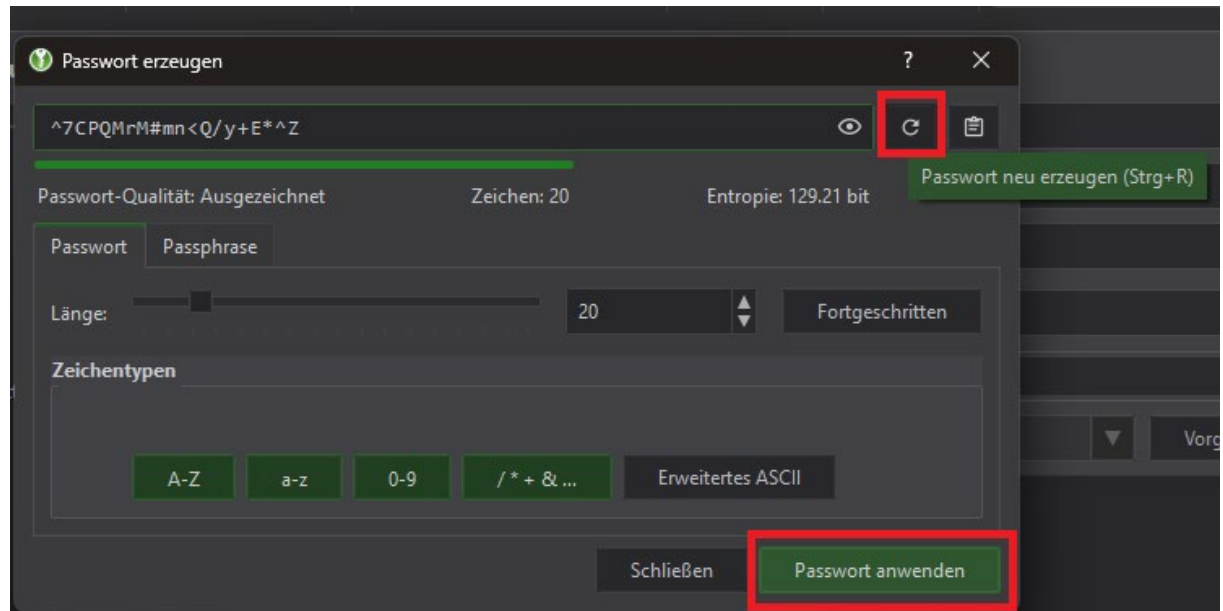 Passwort erzeugen
?
^7CPQMrM#mn<Q/y+E*^Z
Passwort neu erzeugen (Strg+R)
Passwort-Qualität: Ausgezeichnet Zeichen: 20 Entropie: 129.21 bit
Passwort Passphrase
Länge: 20 Fortgeschritten
Zeichentypen
A-Z a-z 0-9 / * + & ... Erweitertes ASCII
Vorg
Schließen Passwort anwenden